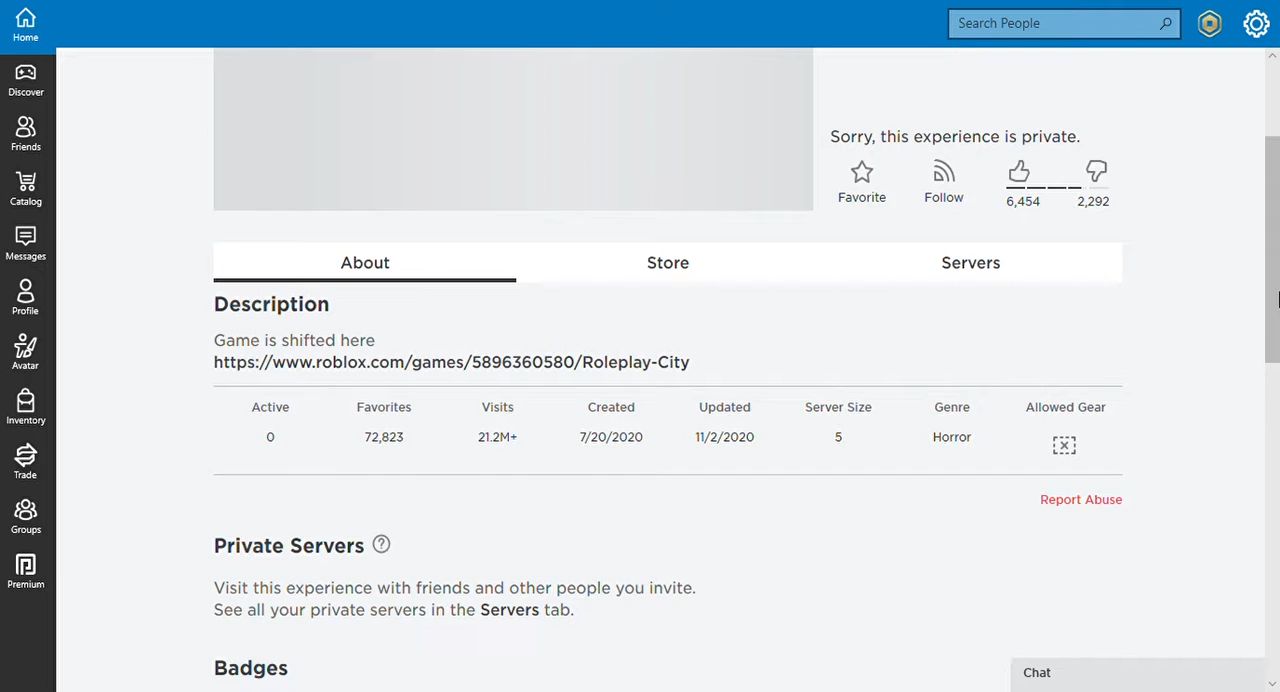 Home
Search People
Discover
Friends
Catalog
Messages
Profile
Avatar
Inventory
Trade
Groups
Premium
Sorry, this experience is private.
Favorite Follow 6,454 2,292
About Store Servers
Description
Game is shifted here
https://www.roblox.com/games/5896360580/Roleplay-City
Active Favorites Visits Created Updated Server Size Genre Allowed Gear
0 72,823 21.2M+ 7/20/2020 11/2/2020 5 Horror
Report Abuse
Private Servers
Visit this experience with friends and other people you invite.
See all your private servers in the Servers tab.
Badges
Chat